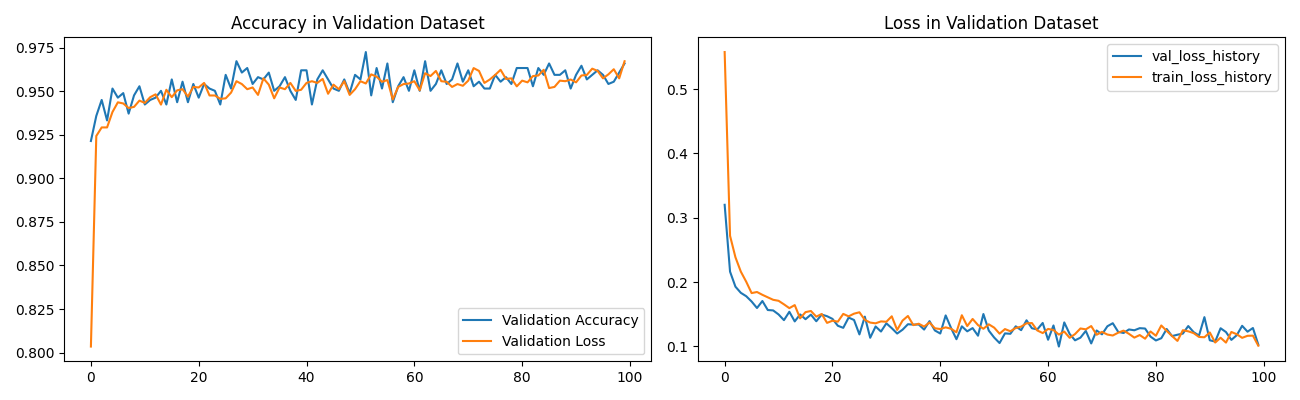 Accuracy in Validation Dataset
0.975
0.950
0.925
0.900
0.875
0.850
0.825
0.800
0 20 40 60 80 100
Validation Accuracy
Validation Loss
Loss in Validation Dataset
0.5
0.4
0.3
0.2
0.1
0 20 40 60 80 100
val_loss_history
train_loss_history